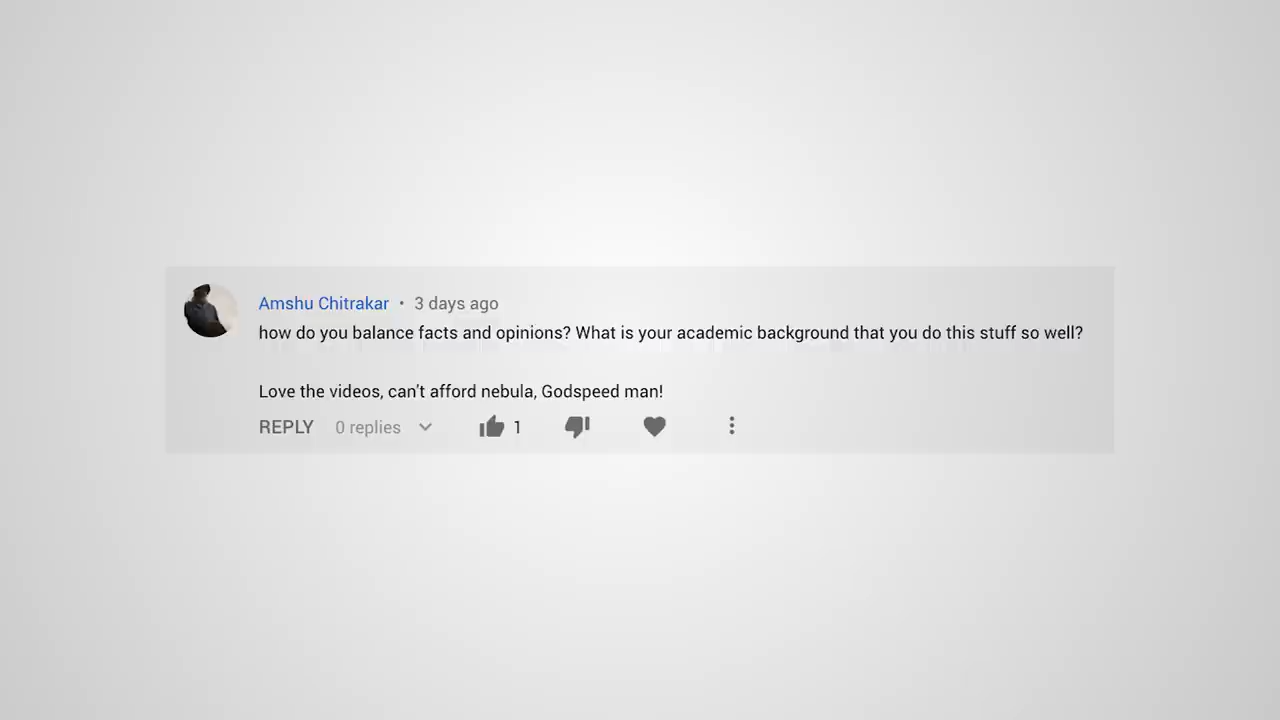 Amshu Chitrakar • 3 days ago
how do you balance facts and opinions? What is your academic background that you do this stuff so well?
Love the videos, can't afford nebula, Godspeed man!
REPLY 0 replies 1